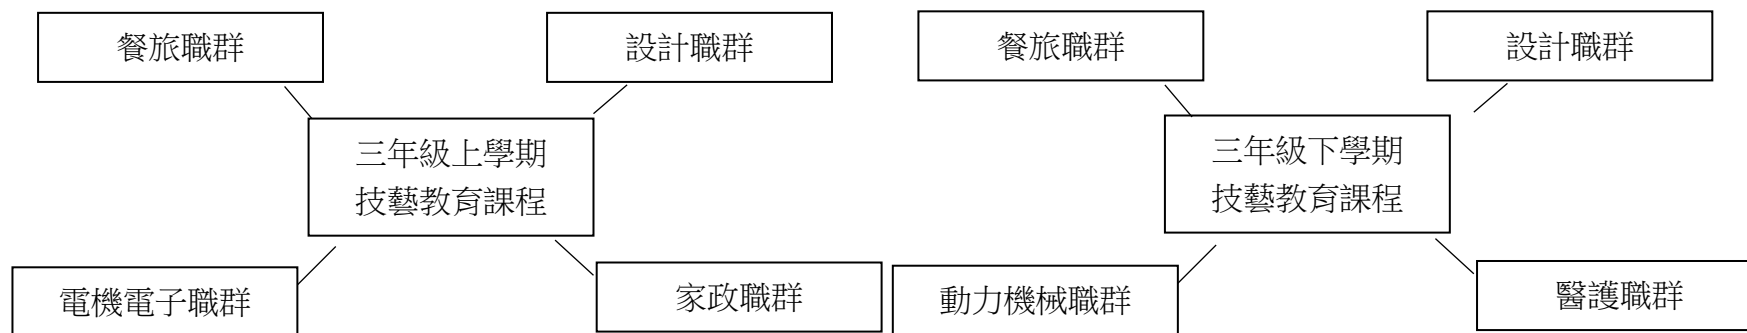 餐旅職群
設計職群
三年級上學期
技藝教育課程
電機電子職群
家政職群
餐旅職群
設計職群
三年級下學期
技藝教育課程
動力機械職群
醫護職群